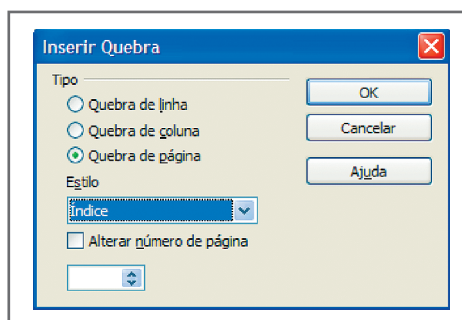 Inserir Quebra
Tipo
Quebra de linha
Quebra de coluna
Quebra de página
Estilo
Índice
Alterar número de página
OK
Cancelar
Ajuda